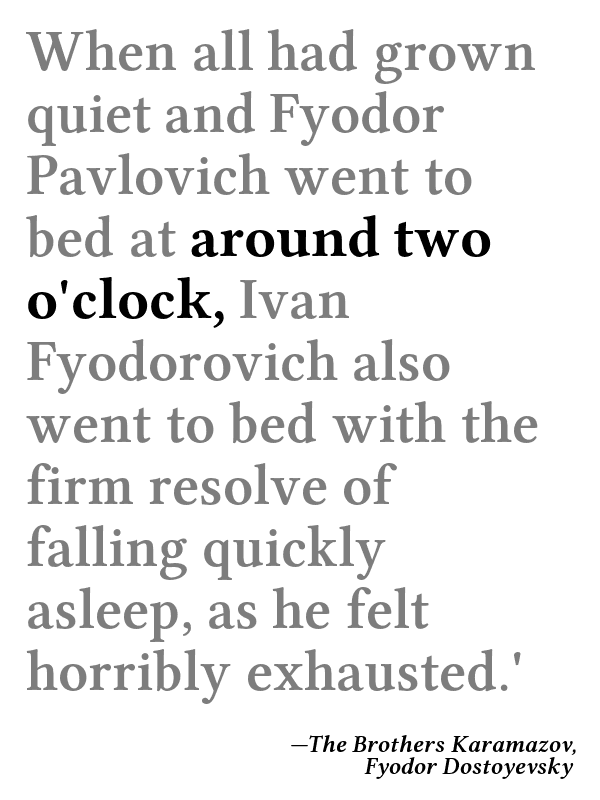 When all had grown
quiet and Fyodor
Pavlovich went to
bed at around two
o'clock, Ivan
Fyodorovich also
went to bed with the
firm resolve of
falling quickly
asleep, as he felt
horribly exhausted.'
—The Brothers Karamazov,
Fyodor Dostoyevsky